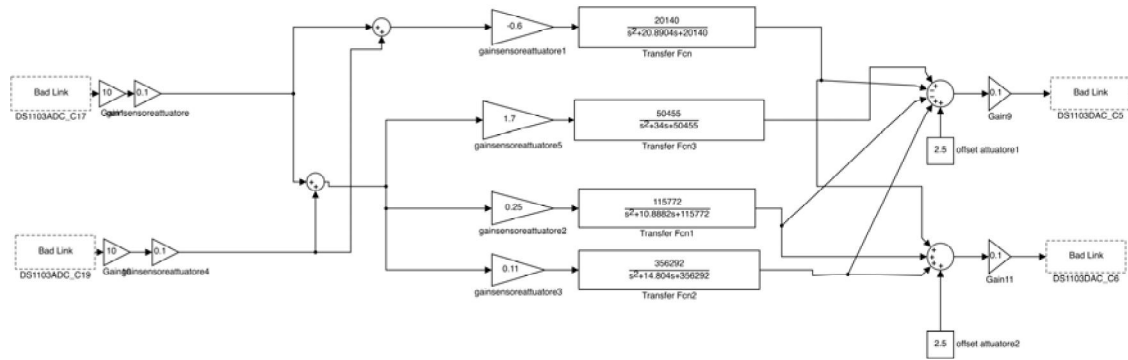 -0.6
gainsensoreattuatore1
20140
s²+20.8904s+20140
Transfer Fcn
Bad Link
DS1103ADC_C17
10
0.1
gainsensoreattuatore
1.7
gainsensoreattuatore5
50455
s²+34s+50455
Transfer Fcn3
0.1
Gain9
Bad Link
DS1103DAC_C5
2.5
offset attuatore1
0.25
gainsensoreattuatore2
115772
s²+10.8882s+115772
Transfer Fcn1
Bad Link
DS1103ADC_C19
10
0.1
gainsensoreattuatore4
0.11
gainsensoreattuatore3
356292
s²+14.804s+356292
Transfer Fcn2
0.1
Gain11
Bad Link
DS1103DAC_C6
2.5
offset attuatore2